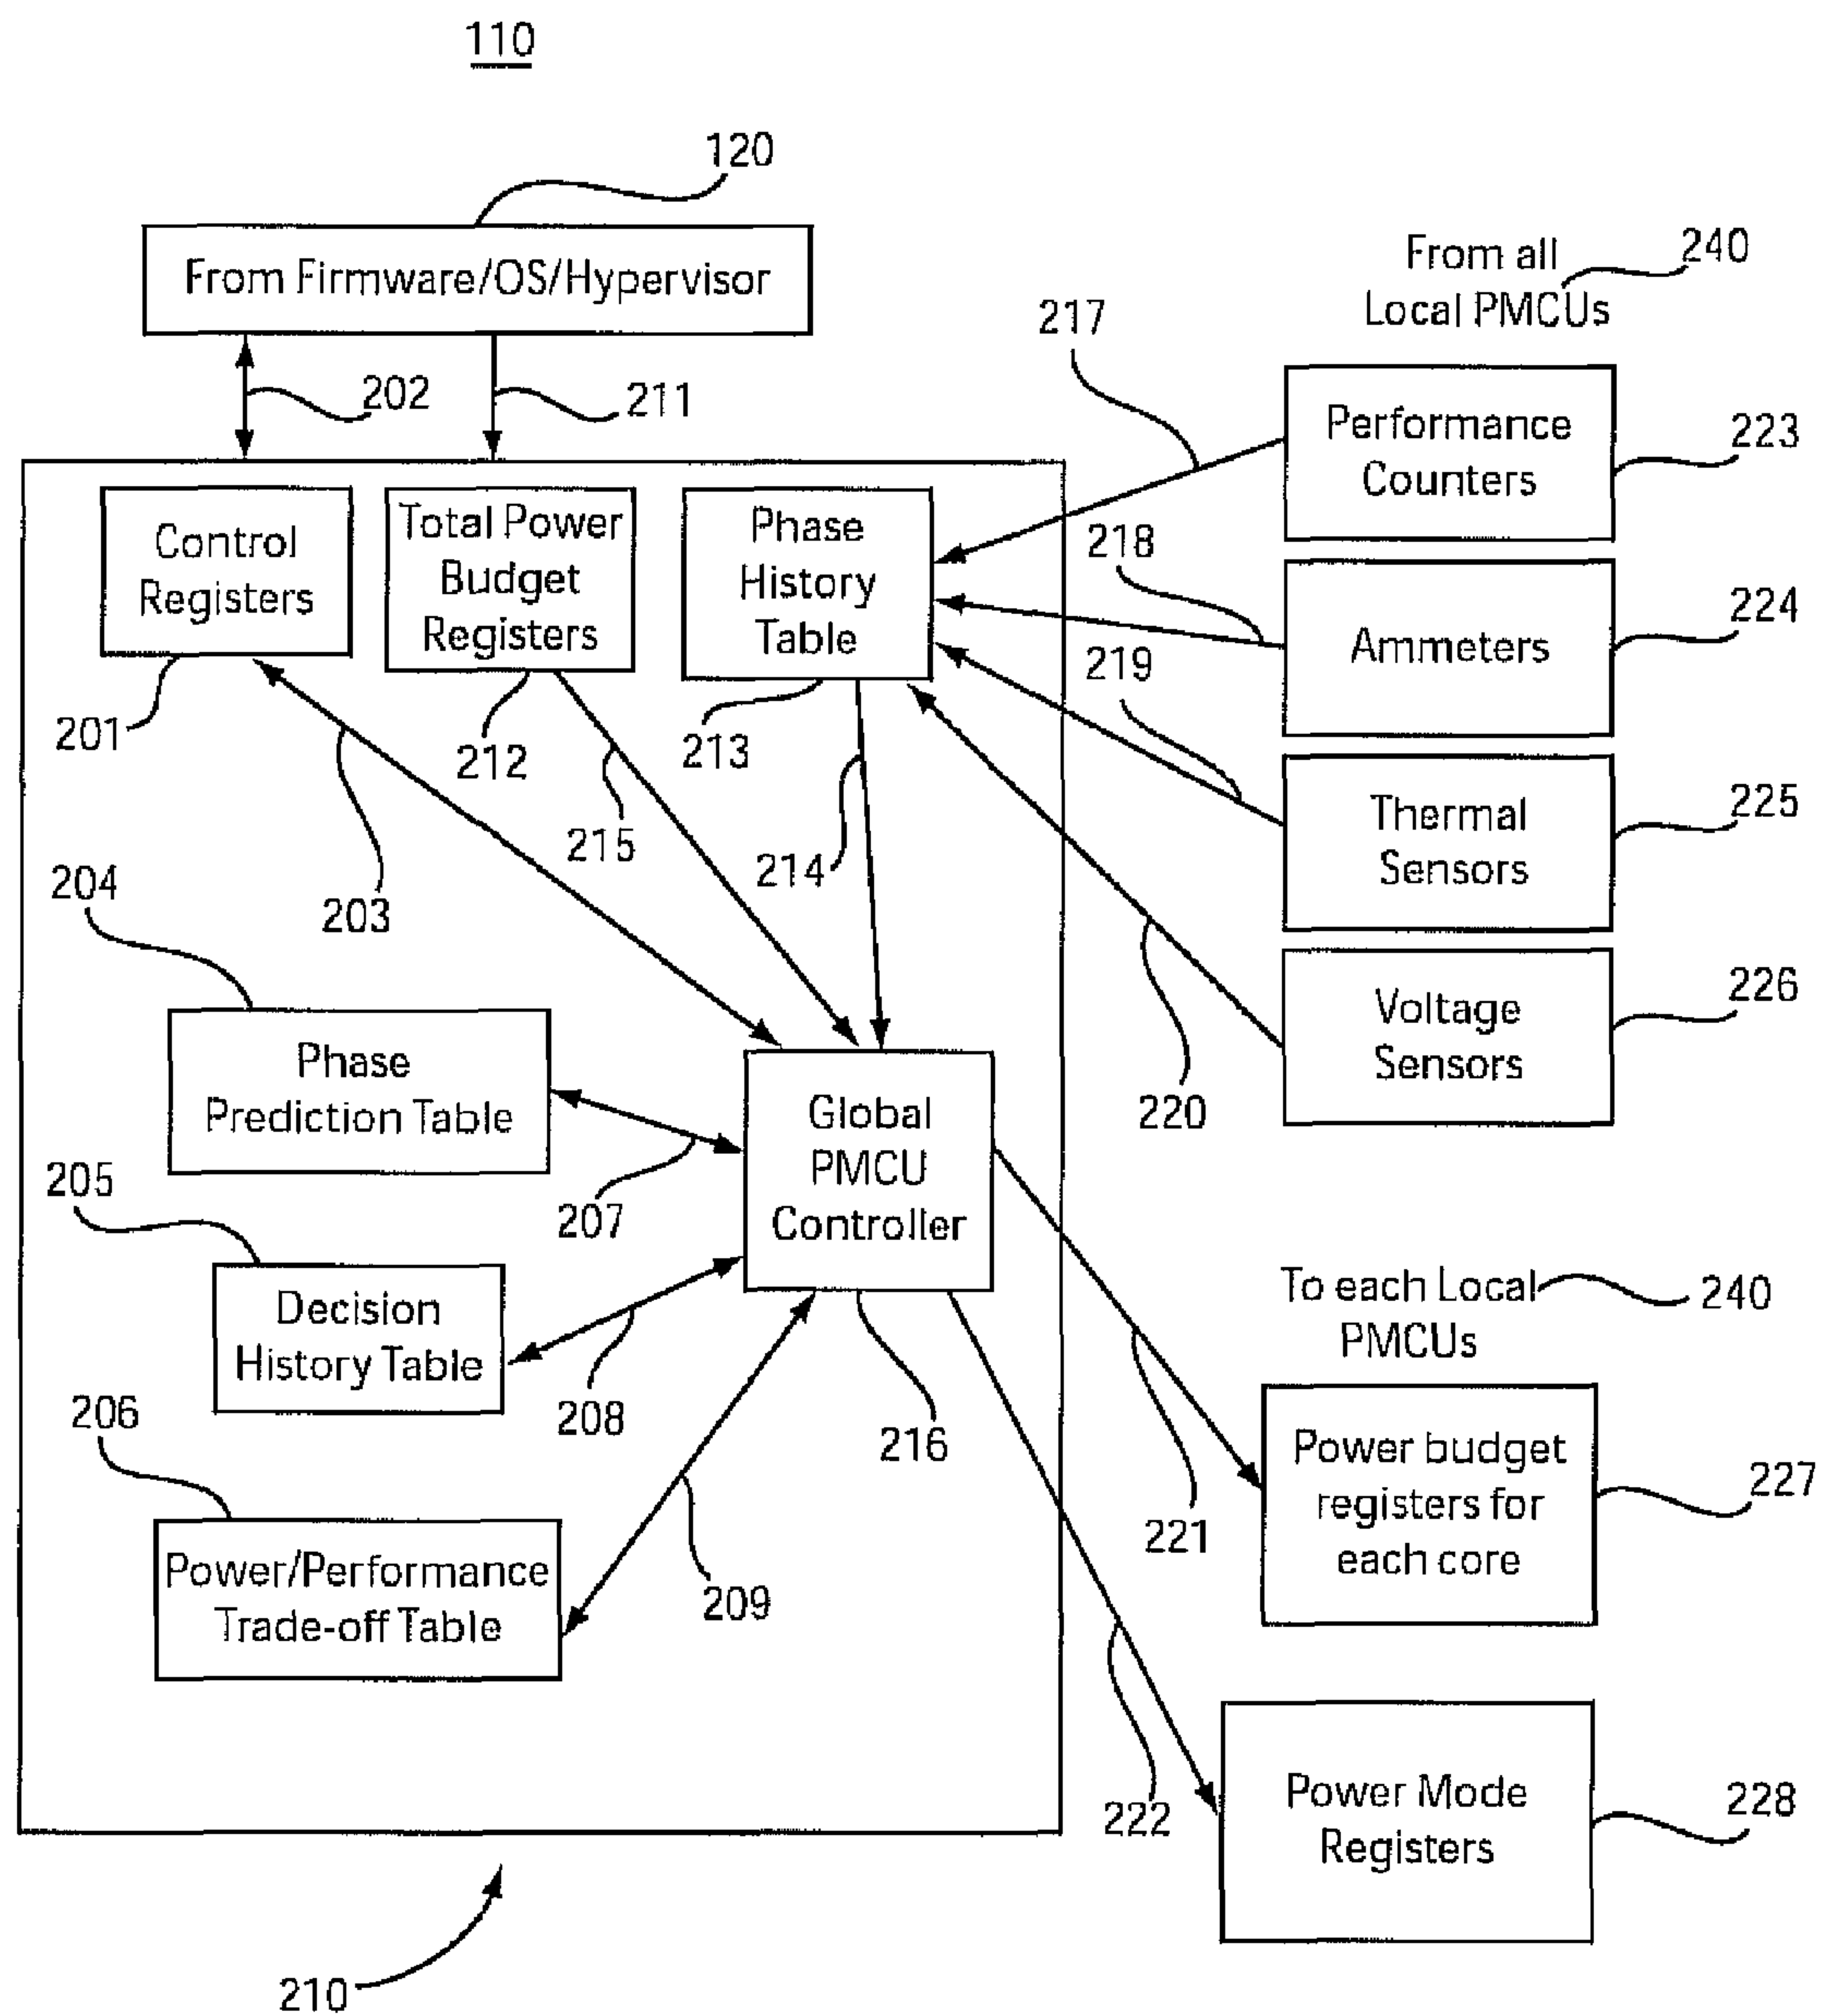 110
120
From Firmware/OS/Hypervisor
From all
Local PMCUs
240
202
211
217
Control
Registers
Total Power
Budget
Registers
Phase
History
Table
Performance
Counters
223
218
Ammeters
224
219
201
212
213
203
215
214
Thermal
Sensors
225
204
Phase
Prediction Table
220
Voltage
Sensors
226
207
Global
PMCU
Controller
205
Decision
History Table
208
216
To each Local
PMCUs
240
221
Power budget
registers for
each core
227
206
Power/Performance
Trade-off Table
209
222
Power Mode
Registers
228
210